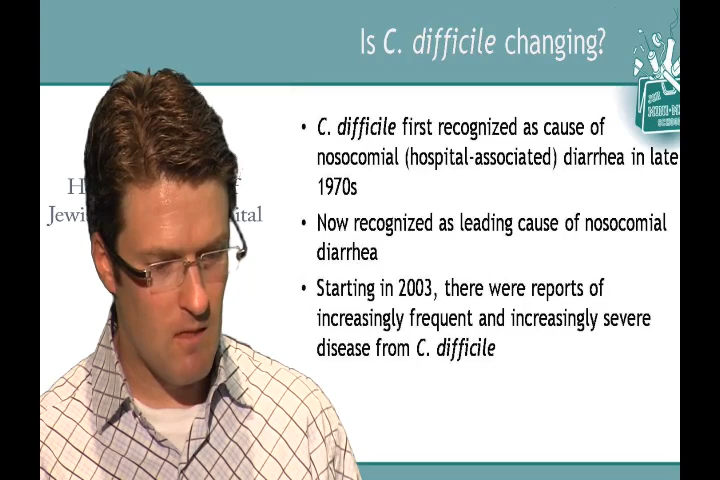 Is C. difficile changing?
• C. difficile first recognized as cause of
nosocomial (hospital-associated) diarrhea in late
1970s
• Now recognized as leading cause of nosocomial
diarrhea
• Starting in 2003, there were reports of
increasingly frequent and increasingly severe
disease from C. difficile